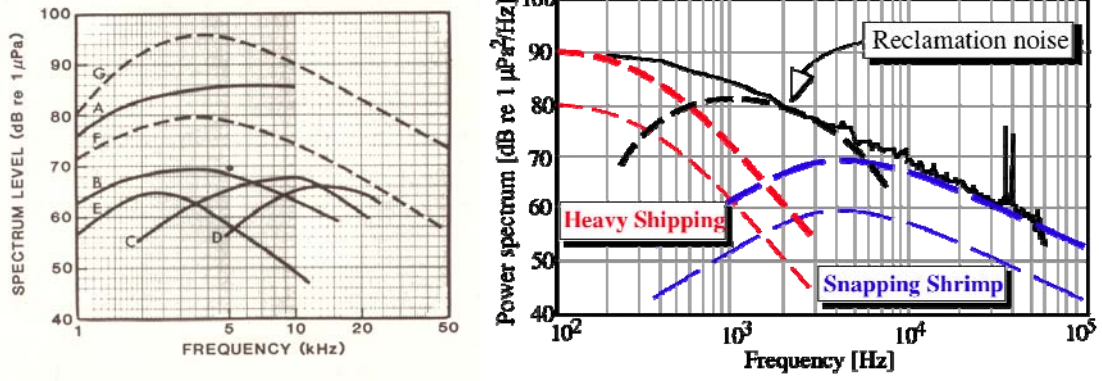 SPECTRUM LEVEL (dB re 1 μPa)
100
90
80
70
60
50
40
G
A
F
B
E
C
D
1
5
10
50
FREQUENCY (kHz)
Power spectrum [dB re 1 μPa²/Hz]
100
90
80
70
60
50
40
Reclamation noise
Heavy Shipping
Snapping Shrimp
10²
10³
10⁴
10⁵
Frequency [Hz]